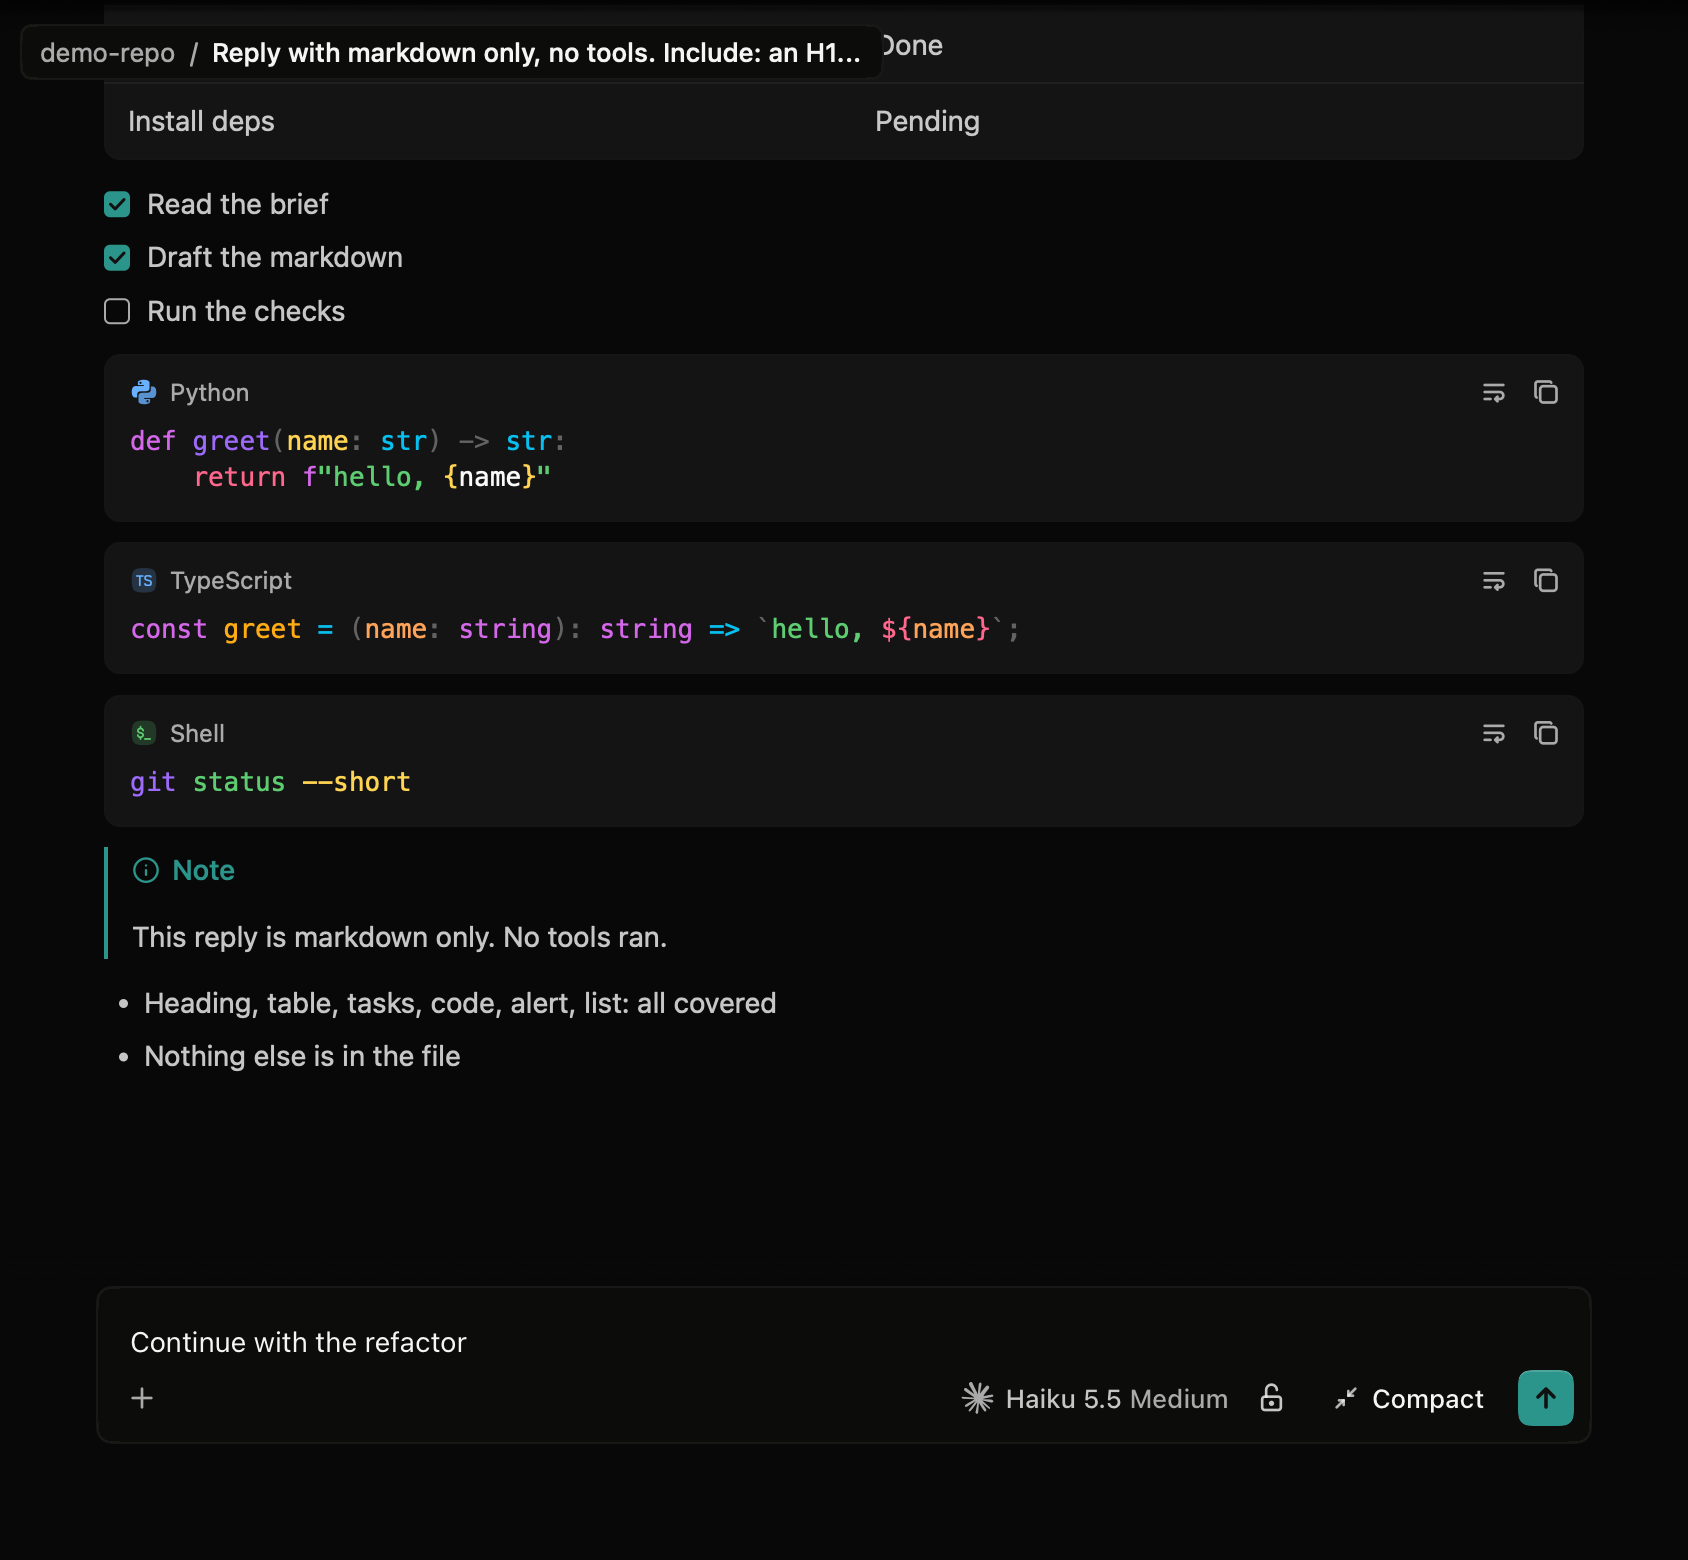 demo-repo / Reply with markdown only, no tools. Include: an H1...
Done
Install deps Pending
Read the brief
Draft the markdown
Run the checks
Python
def greet(name: str) -> str:
    return f"hello, {name}"
TS TypeScript
const greet = (name: string): string => `hello, ${name}`;
$_ Shell
git status --short
Note
This reply is markdown only. No tools ran.
• Heading, table, tasks, code, alert, list: all covered
• Nothing else is in the file
Continue with the refactor
Haiku 5.5 Medium Compact